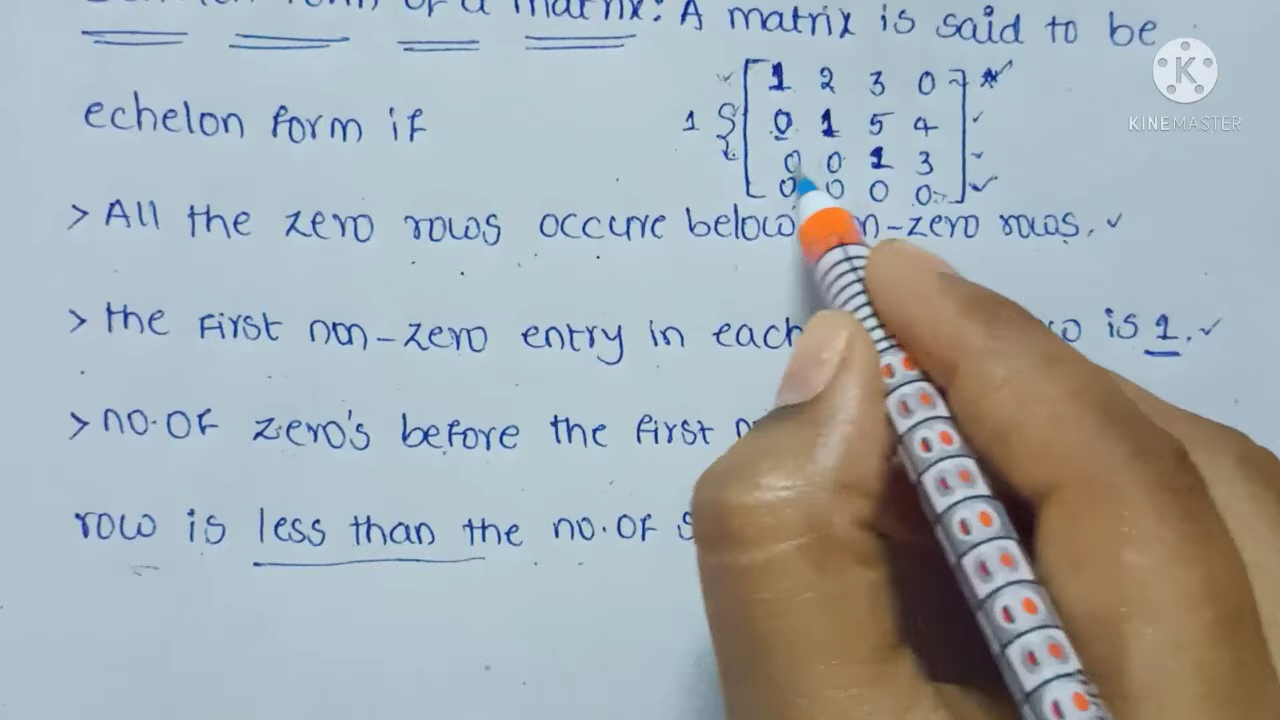 of a matrix: A matrix is said to be
echelon form if
1 2 3 0
1 0 1 5 4
0 0 1 3
0 0 0 0
KINEMASTER
> All the zero rows occure below n-zero rows.
> the first non-zero entry in each is 1.
> no. of zero's before the first
row is less than the no. of